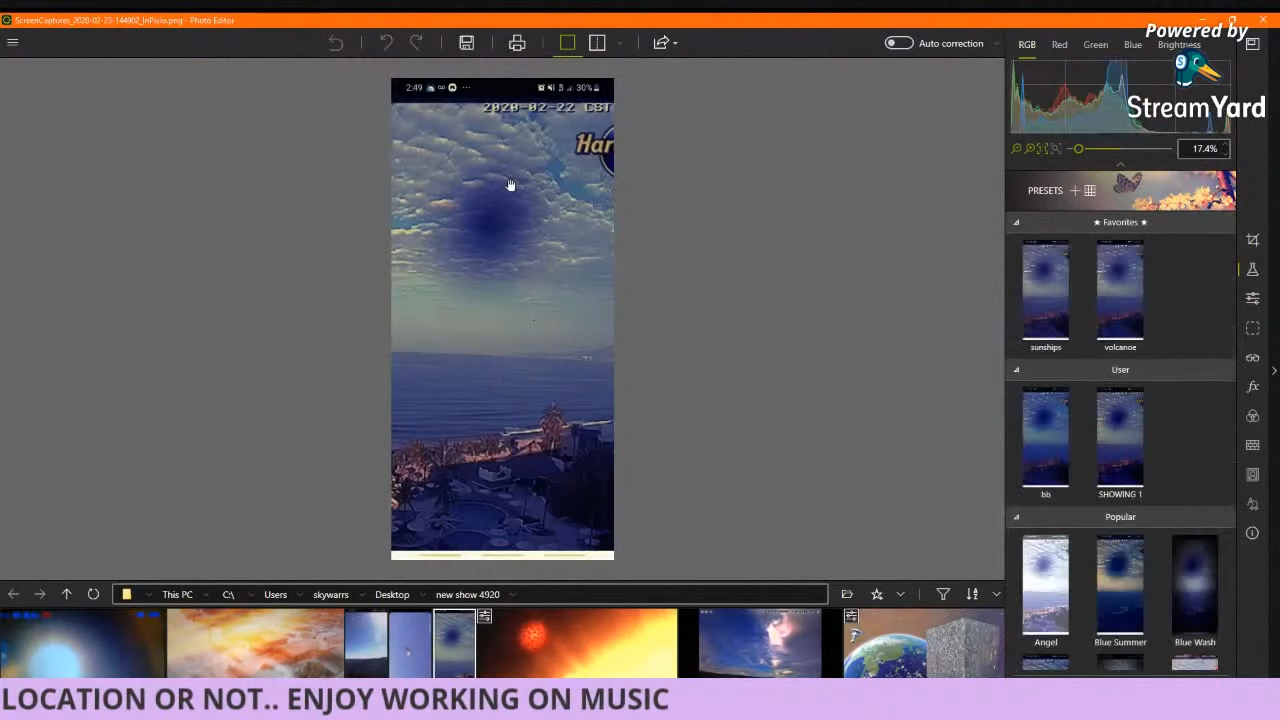 ScreenCaptures_2020-02-23-144902_InPixio.png - Photo Editor
Powered by
StreamYard
Auto correction
RGB Red Green Blue Brightness
17.4%
2:49 30%
2020-02-22 CST
Har
PRESETS
★ Favorites ★
sunships volcanoe
User
bb SHOWING 1
Popular
Angel Blue Summer Blue Wash
This PC C:\ Users skywarrs Desktop new show 4920
LOCATION OR NOT.. ENJOY WORKING ON MUSIC